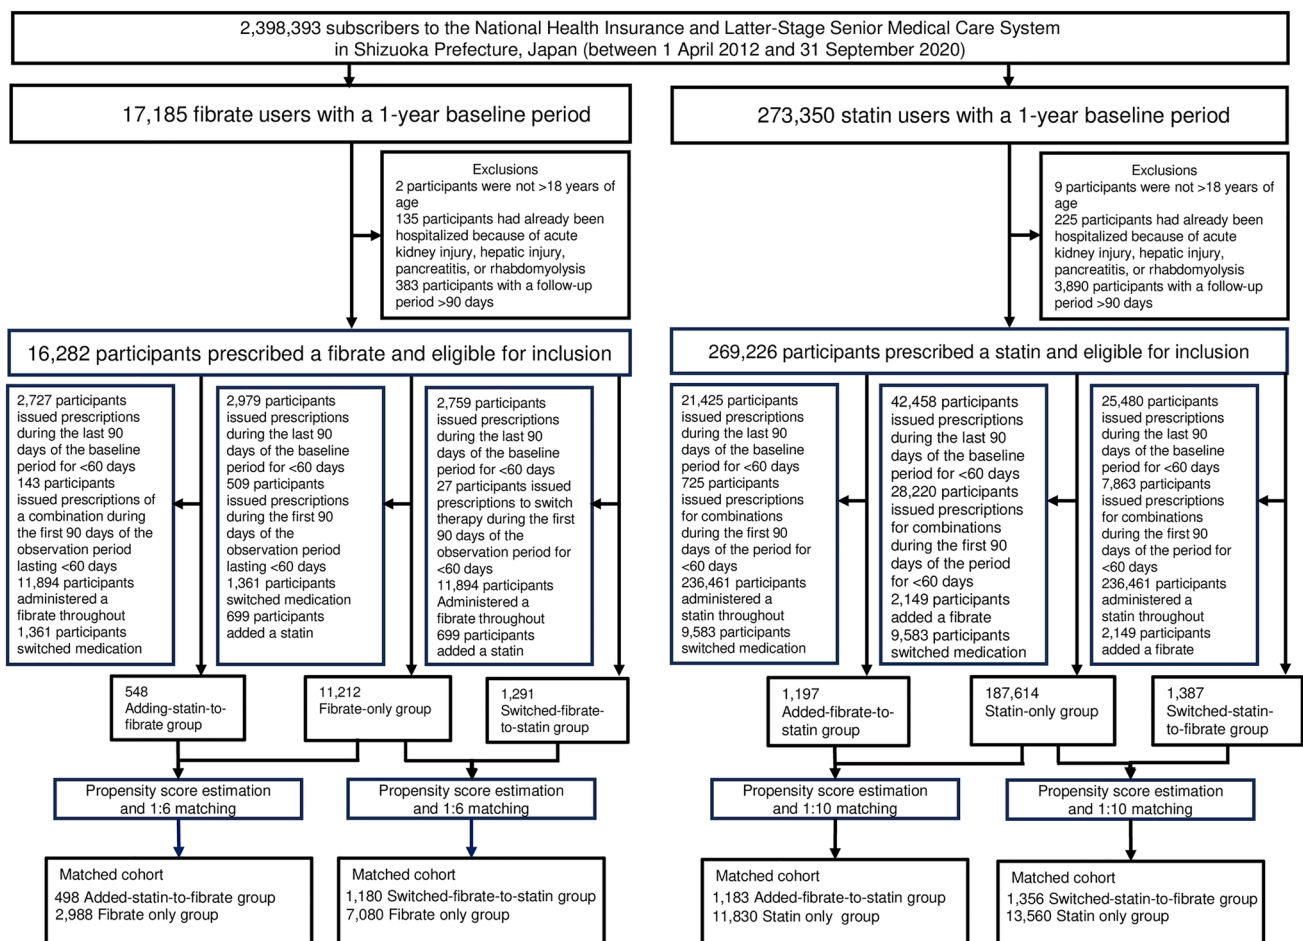 2,398,393 subscribers to the National Health Insurance and Latter-Stage Senior Medical Care System
in Shizuoka Prefecture, Japan (between 1 April 2012 and 31 September 2020)
17,185 fibrate users with a 1-year baseline period
273,350 statin users with a 1-year baseline period
Exclusions
2 participants were not >18 years of
age
135 participants had already been
hospitalized because of acute
kidney injury, hepatic injury,
pancreatitis, or rhabdomyolysis
383 participants with a follow-up
period >90 days
Exclusions
9 participants were not >18 years of
age
225 participants had already been
hospitalized because of acute
kidney injury, hepatic injury,
pancreatitis, or rhabdomyolysis
3,890 participants with a follow-up
period >90 days
16,282 participants prescribed a fibrate and eligible for inclusion
269,226 participants prescribed a statin and eligible for inclusion
2,727 participants
issued prescriptions
during the last 90
days of the baseline
period for <60 days
143 participants
issued prescriptions of
a combination during
the first 90 days of the
observation period
lasting <60 days
11,894 participants
administered a
fibrate throughout
1,361 participants
switched medication
2,979 participants
issued prescriptions
during the last 90
days of the baseline
period for <60 days
509 participants
issued prescriptions
during the first 90
days of the
observation period
lasting <60 days
1,361 participants
switched medication
699 participants
added a statin
2,759 participants
issued prescriptions
during the last 90
days of the baseline
period for <60 days
27 participants issued
prescriptions to switch
therapy during the first
90 days of the
observation period for
<60 days
11,894 participants
Administered a
fibrate throughout
699 participants
added a statin
21,425 participants
issued prescriptions
during the last 90
days of the baseline
period for <60 days
725 participants
issued prescriptions
for combinations
during the first 90
days of the period for
<60 days
236,461 participants
administered a
statin throughout
9,583 participants
switched medication
42,458 participants
issued prescriptions
during the last 90
days of the baseline
period for <60 days
28,220 participants
issued prescriptions
for combinations
during the first 90
days of the period
for <60 days
2,149 participants
added a fibrate
9,583 participants
switched medication
25,480 participants
issued prescriptions
during the last 90
days of the baseline
period for <60 days
7,863 participants
issued prescriptions
for combinations
during the first 90
days of the period for
<60 days
236,461 participants
administered a
statin throughout
2,149 participants
added a fibrate
548
Adding-statin-to-
fibrate group
11,212
Fibrate-only group
1,291
Switched-fibrate-
to-statin group
1,197
Added-fibrate-to-
statin group
187,614
Statin-only group
1,387
Switched-statin-
to-fibrate group
Propensity score estimation
and 1:6 matching
Propensity score estimation
and 1:6 matching
Propensity score estimation
and 1:10 matching
Propensity score estimation
and 1:10 matching
Matched cohort
498 Added-statin-to-fibrate group
2,988 Fibrate only group
Matched cohort
1,180 Switched-fibrate-to-statin group
7,080 Fibrate only group
Matched cohort
1,183 Added-fibrate-to-statin group
11,830 Statin only group
Matched cohort
1,356 Switched-statin-to-fibrate group
13,560 Statin only group